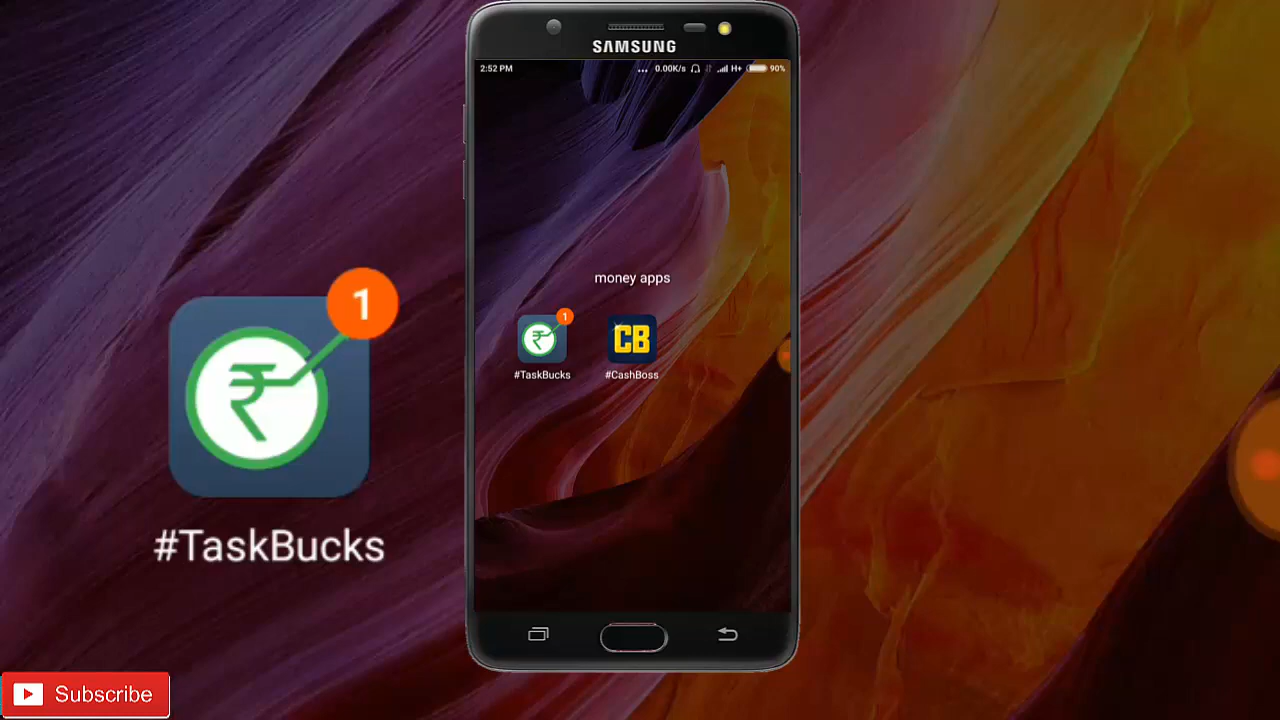 SAMSUNG
2:52 PM ... 0.00K/s H+ 90%
money apps
1
₹
CB
#TaskBucks #CashBoss
1
₹
#TaskBucks
Subscribe